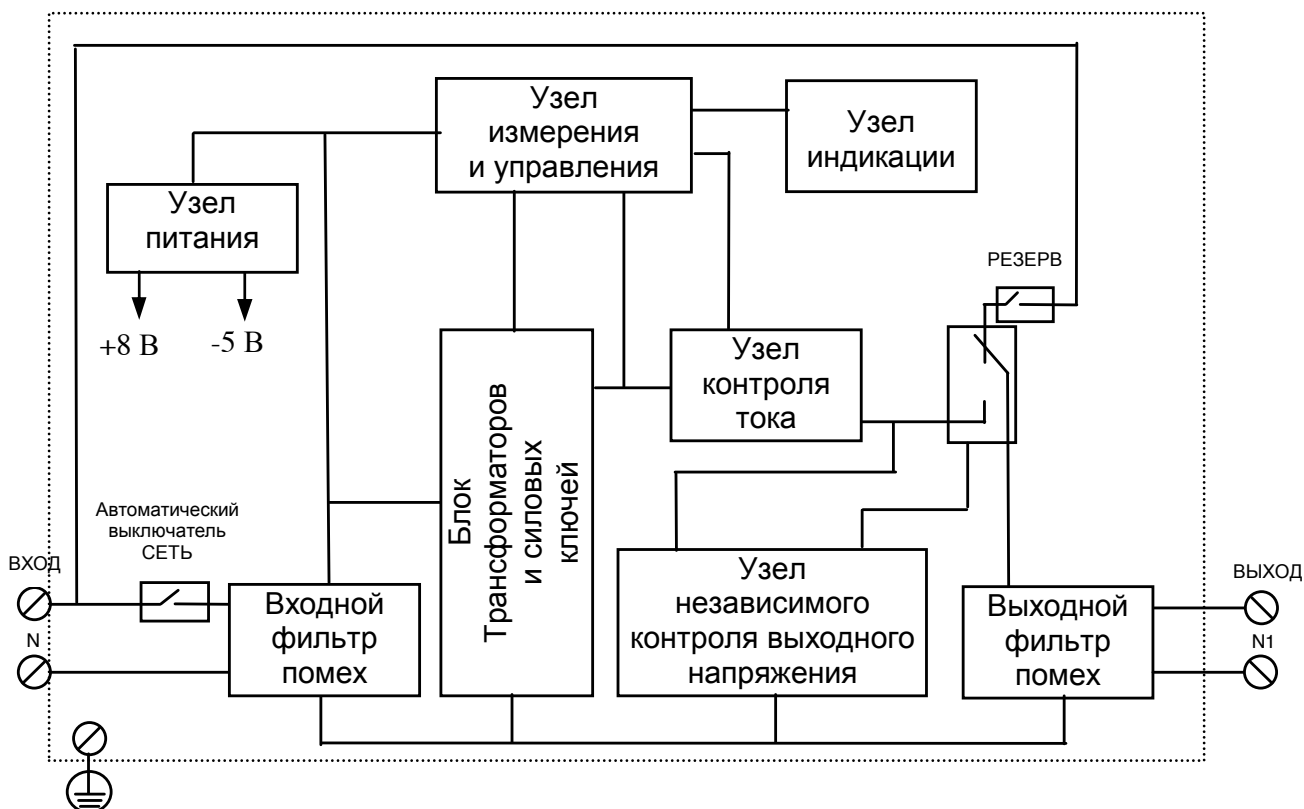 Узел
измерения
и управления
Узел
индикации
Узел
питания
+8 В
-5 В
РЕЗЕРВ
Узел
контроля
тока
Блок
Трансформаторов
и силовых
ключей
Автоматический
выключатель
СЕТЬ
ВХОД
N
Входной
фильтр
помех
Узел
независимого
контроля выходного
напряжения
Выходной
фильтр
помех
ВЫХОД
N1